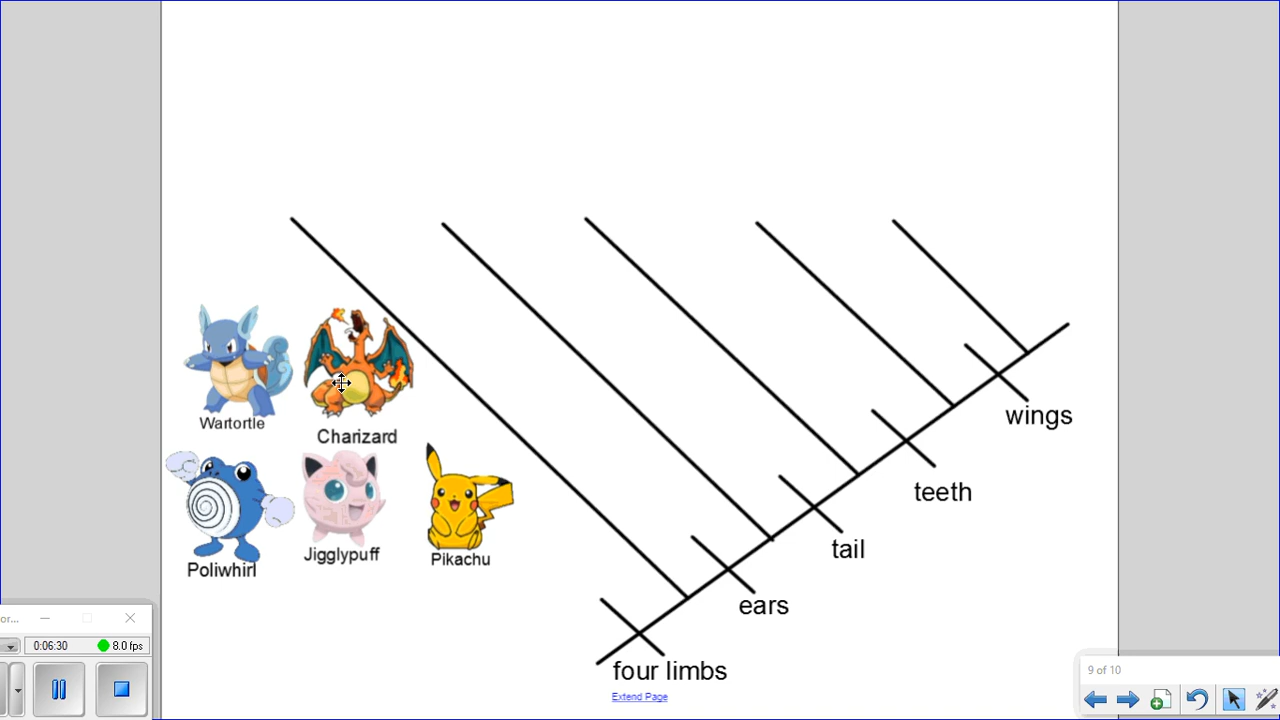 Wartortle
Charizard
Poliwhirl
Jigglypuff
Pikachu
wings
teeth
tail
ears
four limbs
Extend Page
or...
0:06:30
8.0 fps
9 of 10